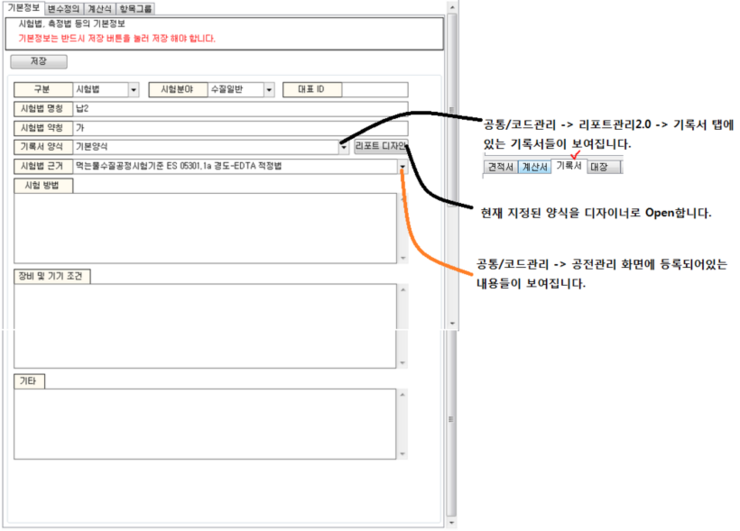 기본정보 변수정의 계산식 항목그룹
시험법, 측정법 등의 기본정보
기본정보는 반드시 저장 버튼을 눌러 저장 해야 합니다.
저장
구분 시험법 시험분야 수질일반 대표 ID
시험법 명칭 납2
시험법 약칭 가
기록서 양식 기본양식 리포트 디자인
시험법 근거 먹는물수질공정시험기준 ES 05301.1a 경도-EDTA 적정법
시험 방법
장비 및 기기 조건
기타
공통/코드관리 -> 리포트관리2.0 -> 기록서 탭에
있는 기록서들이 보여집니다.
견적서 계산서 기록서 대장
현재 지정된 양식을 디자이너로 Open합니다.
공통/코드관리 -> 공전관리 화면에 등록되어있는
내용들이 보여집니다.